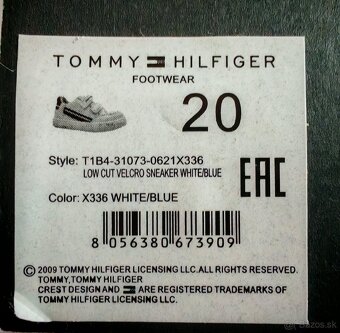 TOMMY HILFIGER
FOOTWEAR
20
Style: T1B4-31073-0621X336
LOW CUT VELCRO SNEAKER WHITE/BLUE
EAC
Color: X336 WHITE/BLUE
8 056380 673909
© 2009 TOMMY HILFIGER LICENSING LLC. ALL RIGHTS RESERVED.
TOMMY, TOMMY HILFIGER
CREST DESIGN AND ARE REGISTERED TRADEMARKS OF
TOMMY HILFIGER LICENSING LLC.
Bazos.sk